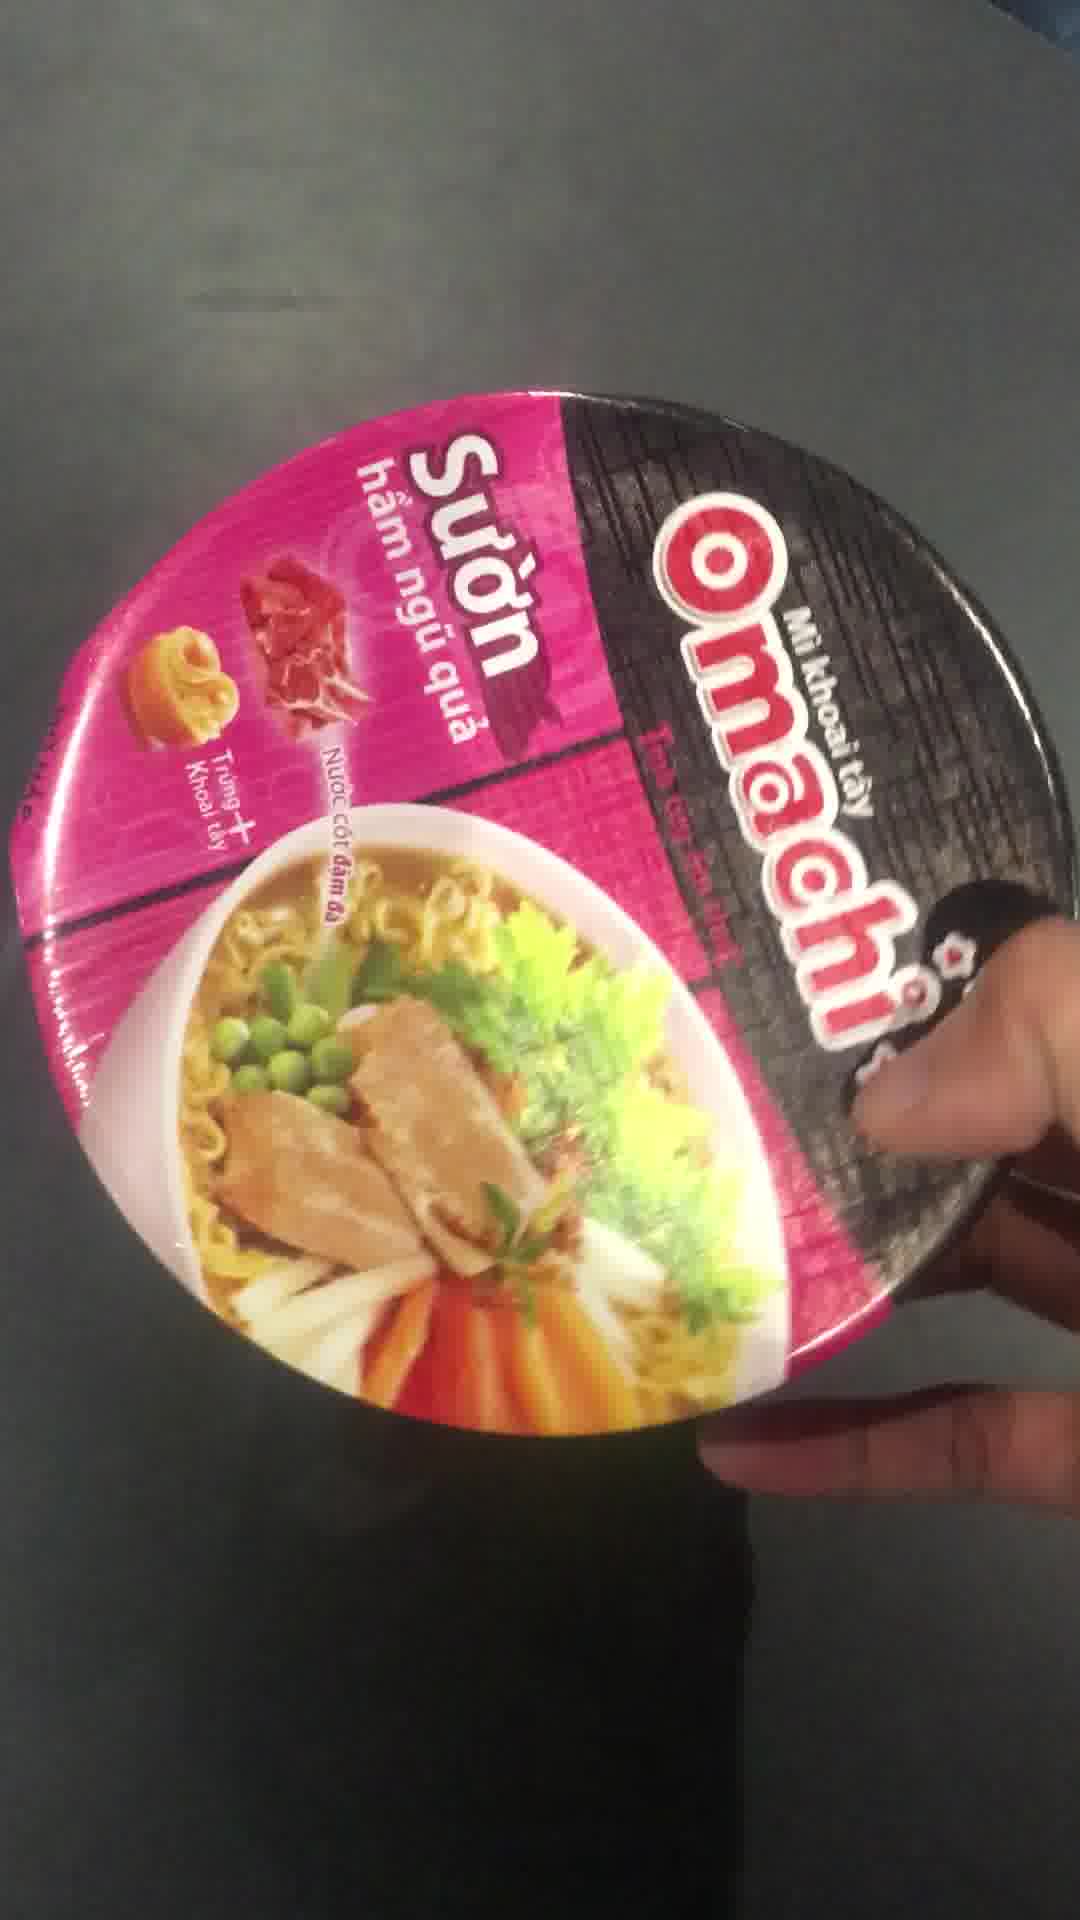 Mì khoai tây
Omachi
Sườn
hầm ngũ quả
Nước cốt đậm đà
Trứng +
Khoai tây